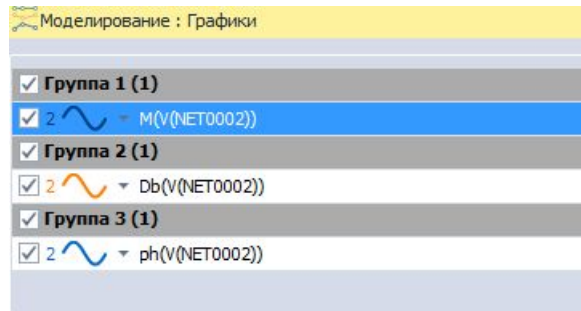 Моделирование : Графики
Группа 1 (1)
2 M(V(NET0002))
Группа 2 (1)
2 Db(V(NET0002))
Группа 3 (1)
2 ph(V(NET0002))